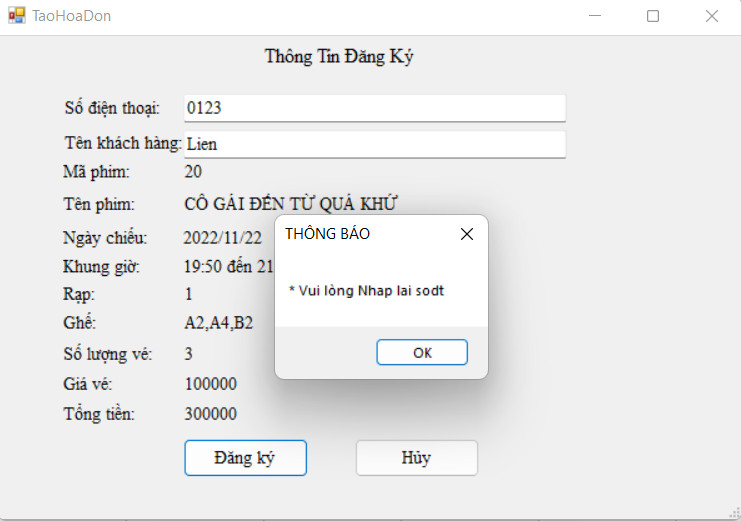 TaoHoaDon
Thông Tin Đăng Ký
Số điện thoại: 0123
Tên khách hàng: Lien
Mã phim: 20
Tên phim: CÔ GÁI ĐẾN TỪ QUÁ KHỨ
Ngày chiếu: 2022/11/22
Khung giờ: 19:50 đến 21
Rạp: 1
Ghế: A2,A4,B2
Số lượng vé: 3
Giá vé: 100000
Tổng tiền: 300000
Đăng ký Hủy
THÔNG BÁO
* Vui lòng Nhap lai sodt
OK